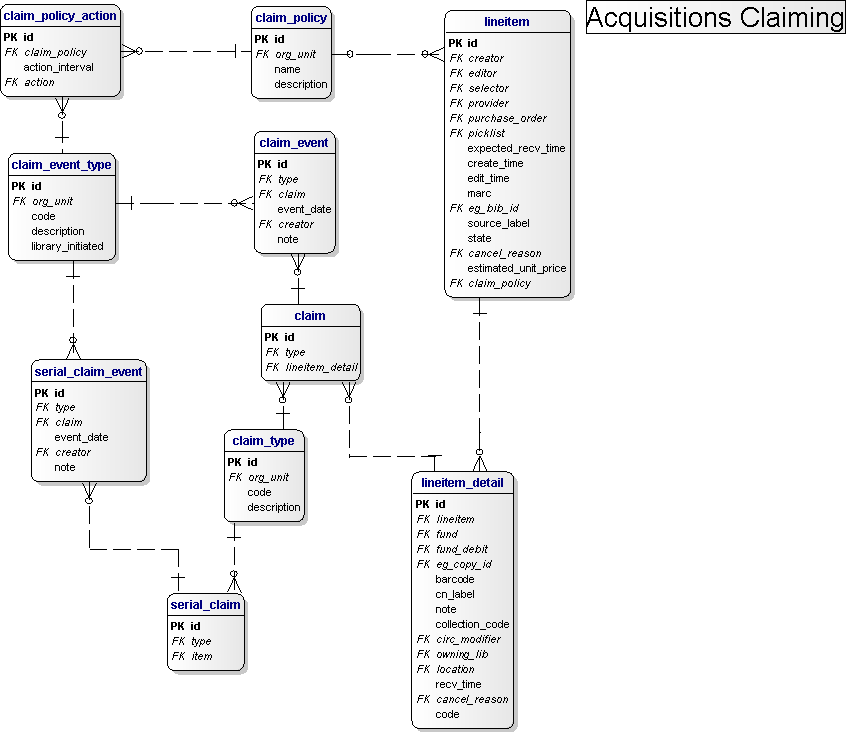 Acquisitions Claiming
claim_policy_action
PK id
FK claim_policy
action_interval
FK action
claim_policy
PK id
FK org_unit
name
description
lineitem
PK id
FK creator
FK editor
FK selector
FK provider
FK purchase_order
FK picklist
expected_recv_time
create_time
edit_time
marc
FK eg_bib_id
source_label
state
FK cancel_reason
estimated_unit_price
FK claim_policy
claim_event_type
PK id
FK org_unit
code
description
library_initiated
claim_event
PK id
FK type
FK claim
event_date
FK creator
note
claim
PK id
FK type
FK lineitem_detail
serial_claim_event
PK id
FK type
FK claim
event_date
FK creator
note
claim_type
PK id
FK org_unit
code
description
lineitem_detail
PK id
FK lineitem
FK fund
FK fund_debit
FK eg_copy_id
barcode
cn_label
note
collection_code
FK circ_modifier
FK owning_lib
FK location
recv_time
FK cancel_reason
code
serial_claim
PK id
FK type
FK item